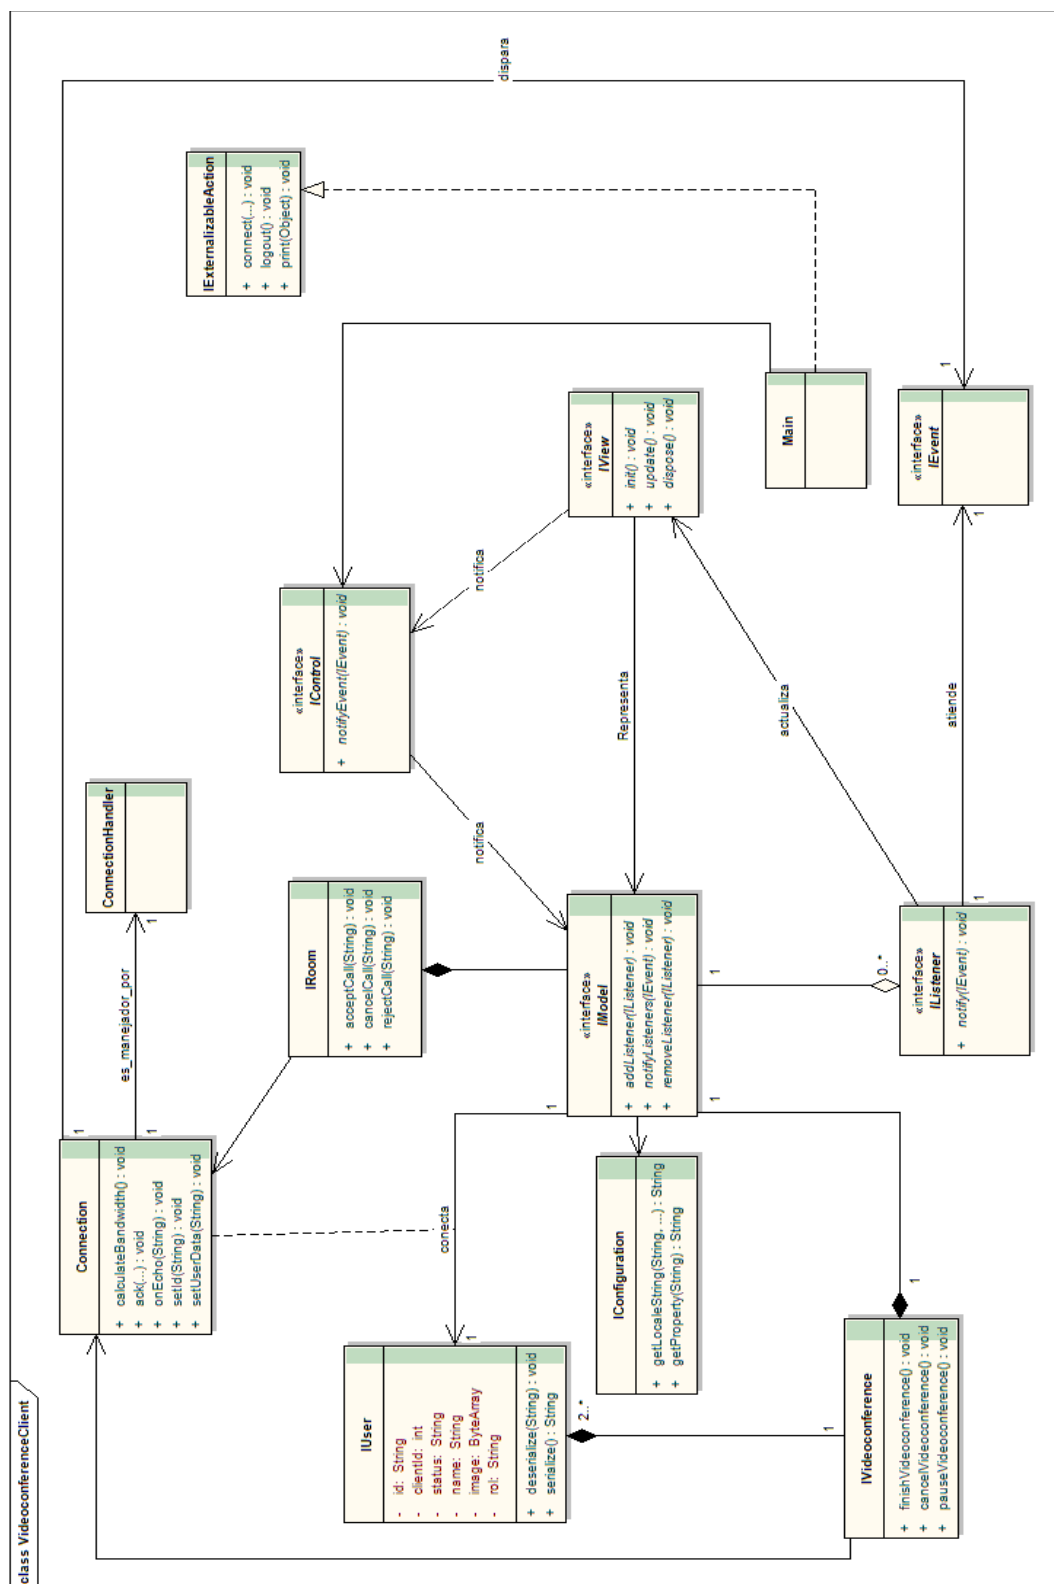 class VideoconferenceClient
Connection
+ calculateBandwidth() : void
+ ack(...) : void
+ onEcho(String) : void
+ setId(String) : void
+ setUserData(String) : void
1
1
es_manejador_por
1
ConnectionHandler
dispara
1
IExternalizableAction
+ connect(...) : void
+ logout() : void
+ print(Object) : void
IRoom
+ acceptCall(String) : void
+ cancelCall(String) : void
+ rejectCall(String) : void
«interface»
IControl
+ notifyEvent(IEvent) : void
notifica
notifica
IUser
- id: String
- clientId: int
- status: String
- name: String
- image: ByteArray
- rol: String
+ deserialize(String) : void
+ serialize() : String
1
conecta
1
2..*
1
IConfiguration
+ getLocaleString(String, ...) : String
+ getProperty(String) : String
«interface»
IModel
+ addListener(IListener) : void
+ notifyListeners(IEvent) : void
+ removeListener(IListener) : void
Representa
«interface»
IView
+ init() : void
+ update() : void
+ dispose() : void
1
1
actualiza
Main
IVideoconference
+ finishVideoconference() : void
+ cancelVideoconference() : void
+ pauseVideoconference() : void
1
0..*
«interface»
IListener
+ notify(IEvent) : void
1
atiende
1
«interface»
IEvent